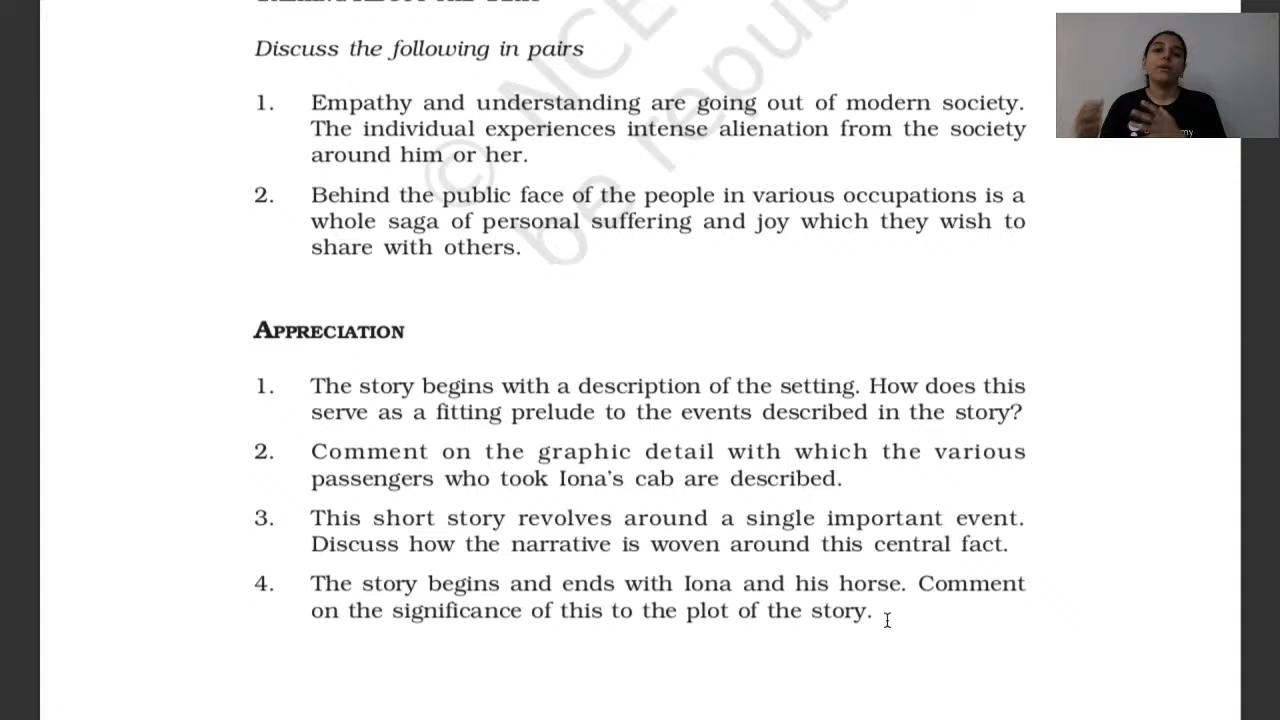 Discuss the following in pairs
1. Empathy and understanding are going out of modern society.
The individual experiences intense alienation from the society
around him or her.
2. Behind the public face of the people in various occupations is a
whole saga of personal suffering and joy which they wish to
share with others.
APPRECIATION
1. The story begins with a description of the setting. How does this
serve as a fitting prelude to the events described in the story?
2. Comment on the graphic detail with which the various
passengers who took Iona's cab are described.
3. This short story revolves around a single important event.
Discuss how the narrative is woven around this central fact.
4. The story begins and ends with Iona and his horse. Comment
on the significance of this to the plot of the story.
© NCE
be repub